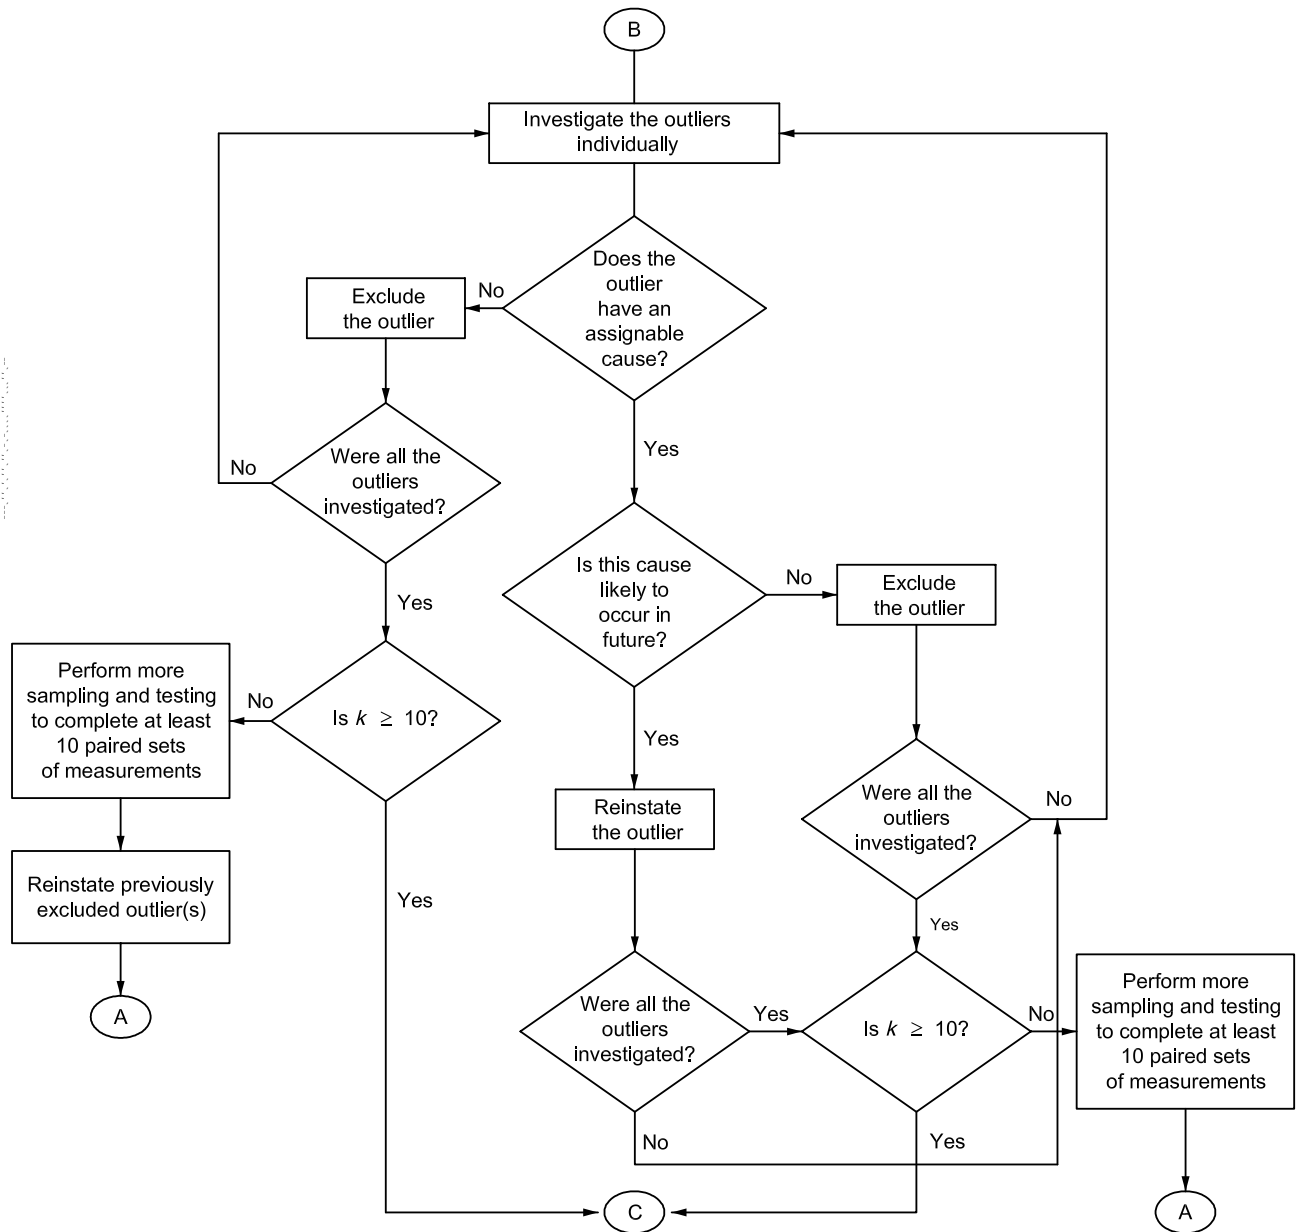 B
Investigate the outliers
individually
Does the
outlier
have an
assignable
cause?
No
Exclude
the outlier
Yes
Were all the
outliers
investigated?
No
Yes
Is this cause
likely to
occur in
future?
No
Exclude
the outlier
Perform more
sampling and testing
to complete at least
10 paired sets
of measurements
No
Is k ≥ 10?
Yes
Reinstate
the outlier
Were all the
outliers
investigated?
No
Reinstate previously
excluded outlier(s)
Yes
Yes
A
Were all the
outliers
investigated?
Yes
Is k ≥ 10?
No
Perform more
sampling and testing
to complete at least
10 paired sets
of measurements
No
Yes
C
A